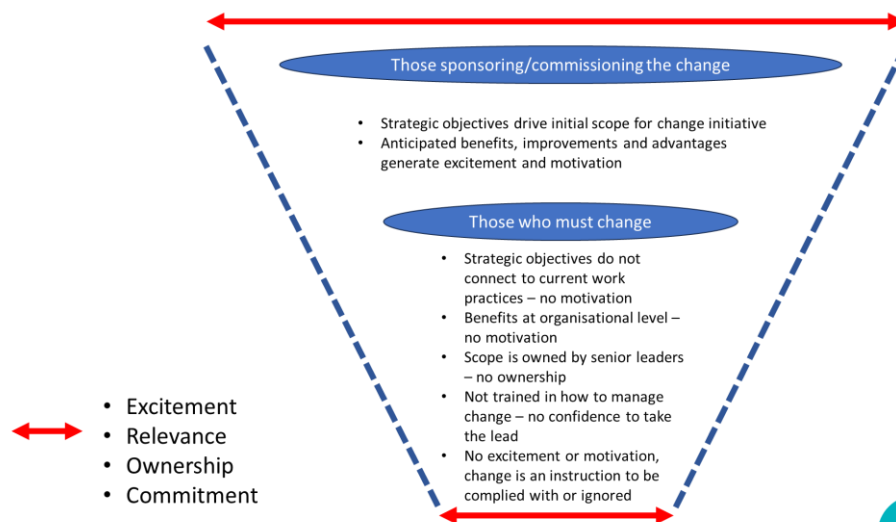 Those sponsoring/commissioning the change
• Strategic objectives drive initial scope for change initiative
• Anticipated benefits, improvements and advantages
generate excitement and motivation
Those who must change
• Strategic objectives do not
connect to current work
practices – no motivation
• Benefits at organisational level –
no motivation
• Scope is owned by senior leaders
– no ownership
• Not trained in how to manage
change – no confidence to take
the lead
• No excitement or motivation,
change is an instruction to be
complied with or ignored
• Excitement
• Relevance
• Ownership
• Commitment